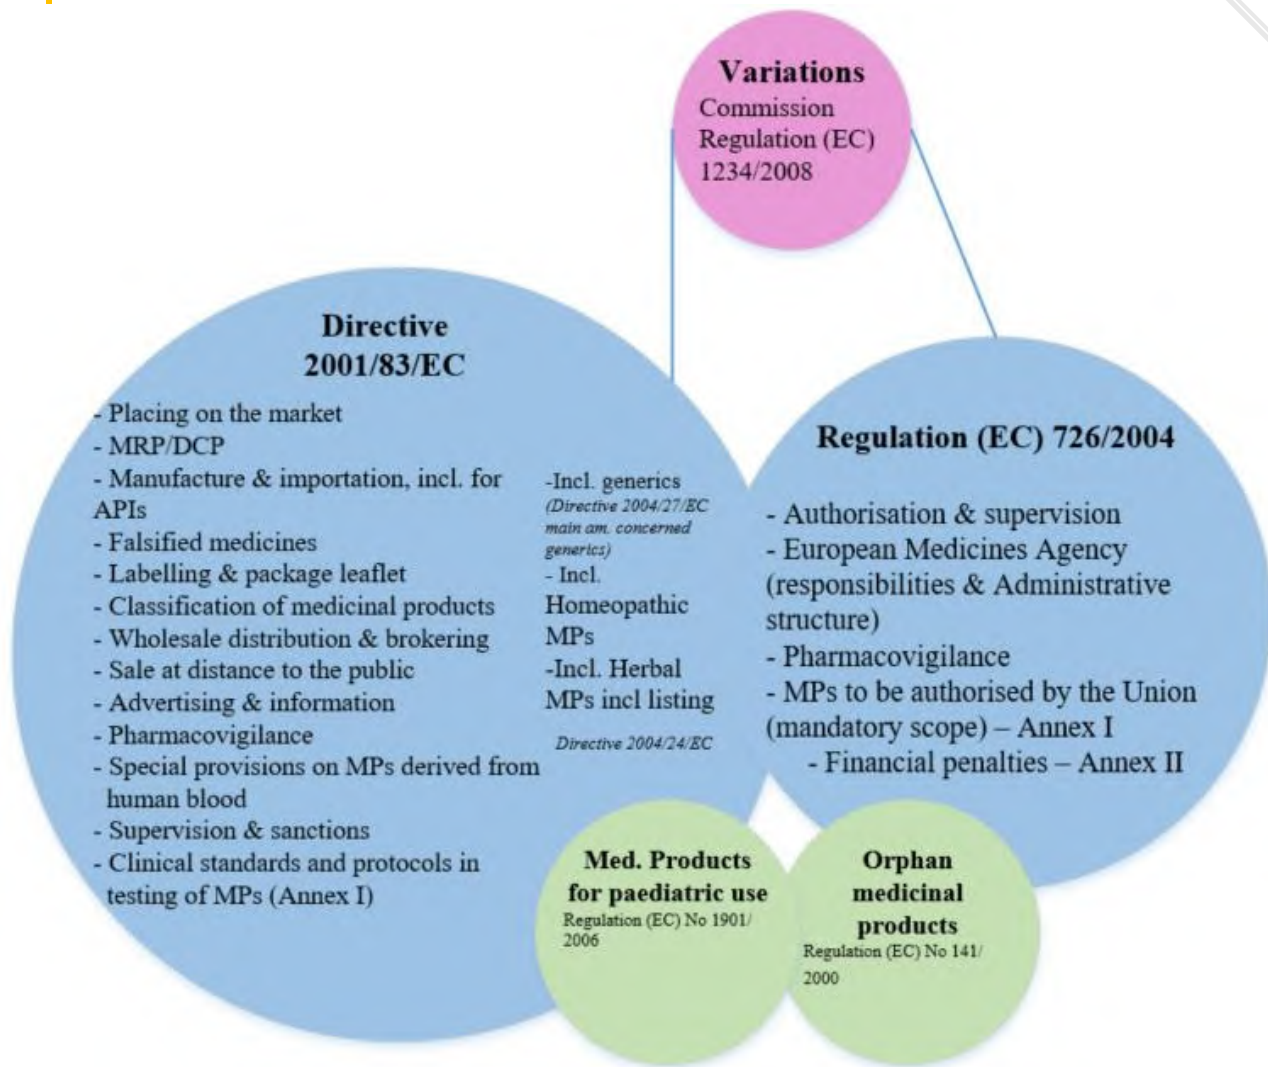 Variations
Commission
Regulation (EC)
1234/2008
Directive
2001/83/EC
- Placing on the market
- MRP/DCP
- Manufacture & importation, incl. for
APIs
- Falsified medicines
- Labelling & package leaflet
- Classification of medicinal products
- Wholesale distribution & brokering
- Sale at distance to the public
- Advertising & information
- Pharmacovigilance
- Special provisions on MPs derived from
human blood
- Supervision & sanctions
- Clinical standards and protocols in
testing of MPs (Annex I)
-Incl. generics
(Directive 2004/27/EC
main am. concerned
generics)
- Incl.
Homeopathic
MPs
-Incl. Herbal
MPs incl listing
Directive 2004/24/EC
Regulation (EC) 726/2004
- Authorisation & supervision
- European Medicines Agency
(responsibilities & Administrative
structure)
- Pharmacovigilance
- MPs to be authorised by the Union
(mandatory scope) – Annex I
- Financial penalties – Annex II
Med. Products
for paediatric use
Regulation (EC) No 1901/
2006
Orphan
medicinal
products
Regulation (EC) No 141/
2000